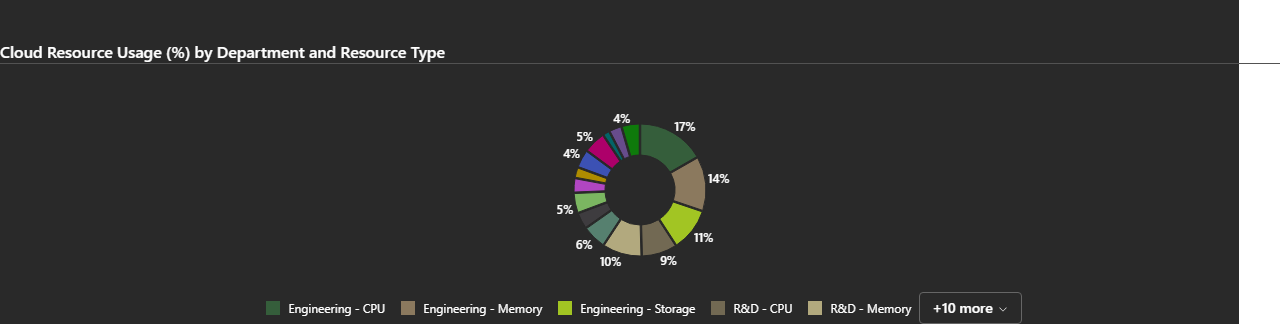 Cloud Resource Usage (%) by Department and Resource Type
4%
17%
5%
4%
14%
5%
11%
6%
10%
9%
Engineering - CPU
Engineering - Memory
Engineering - Storage
R&D - CPU
R&D - Memory
+10 more